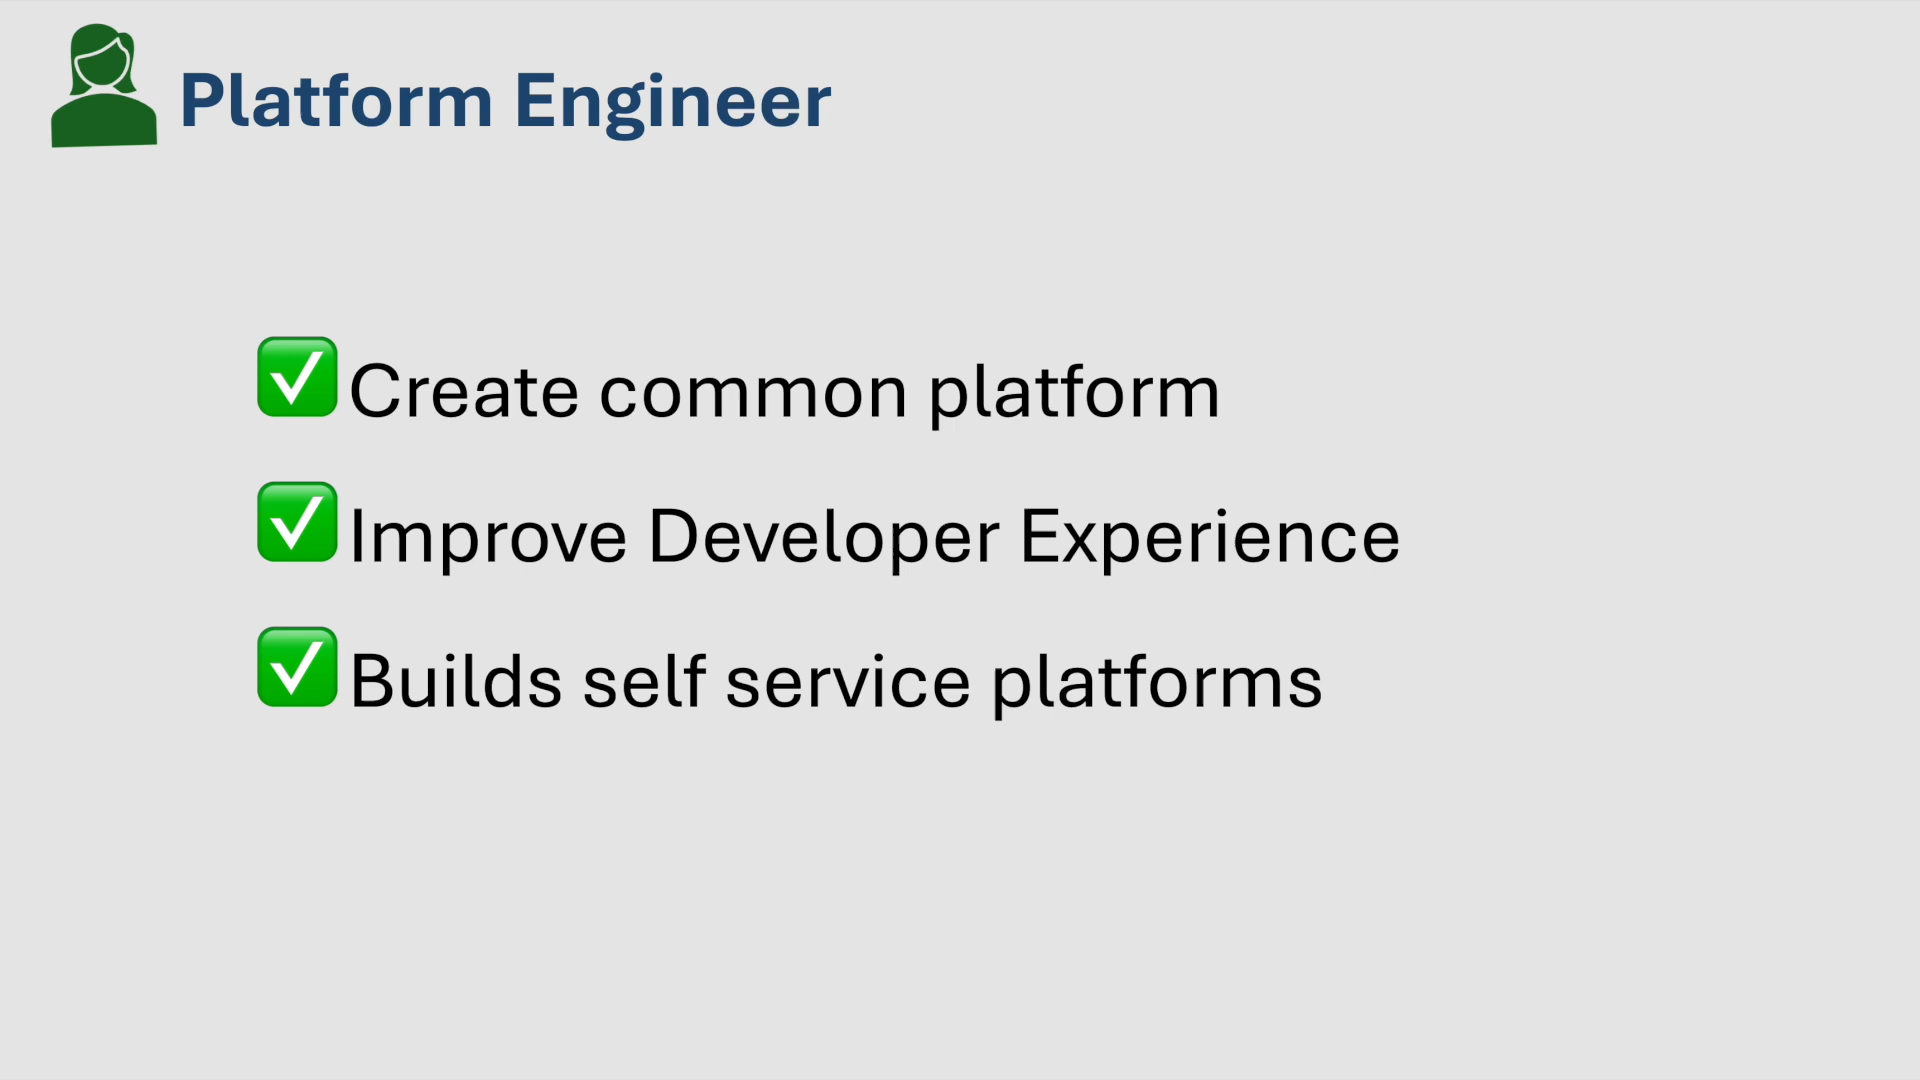 Platform Engineer
✅ Create common platform
✅ Improve Developer Experience
✅ Builds self service platforms